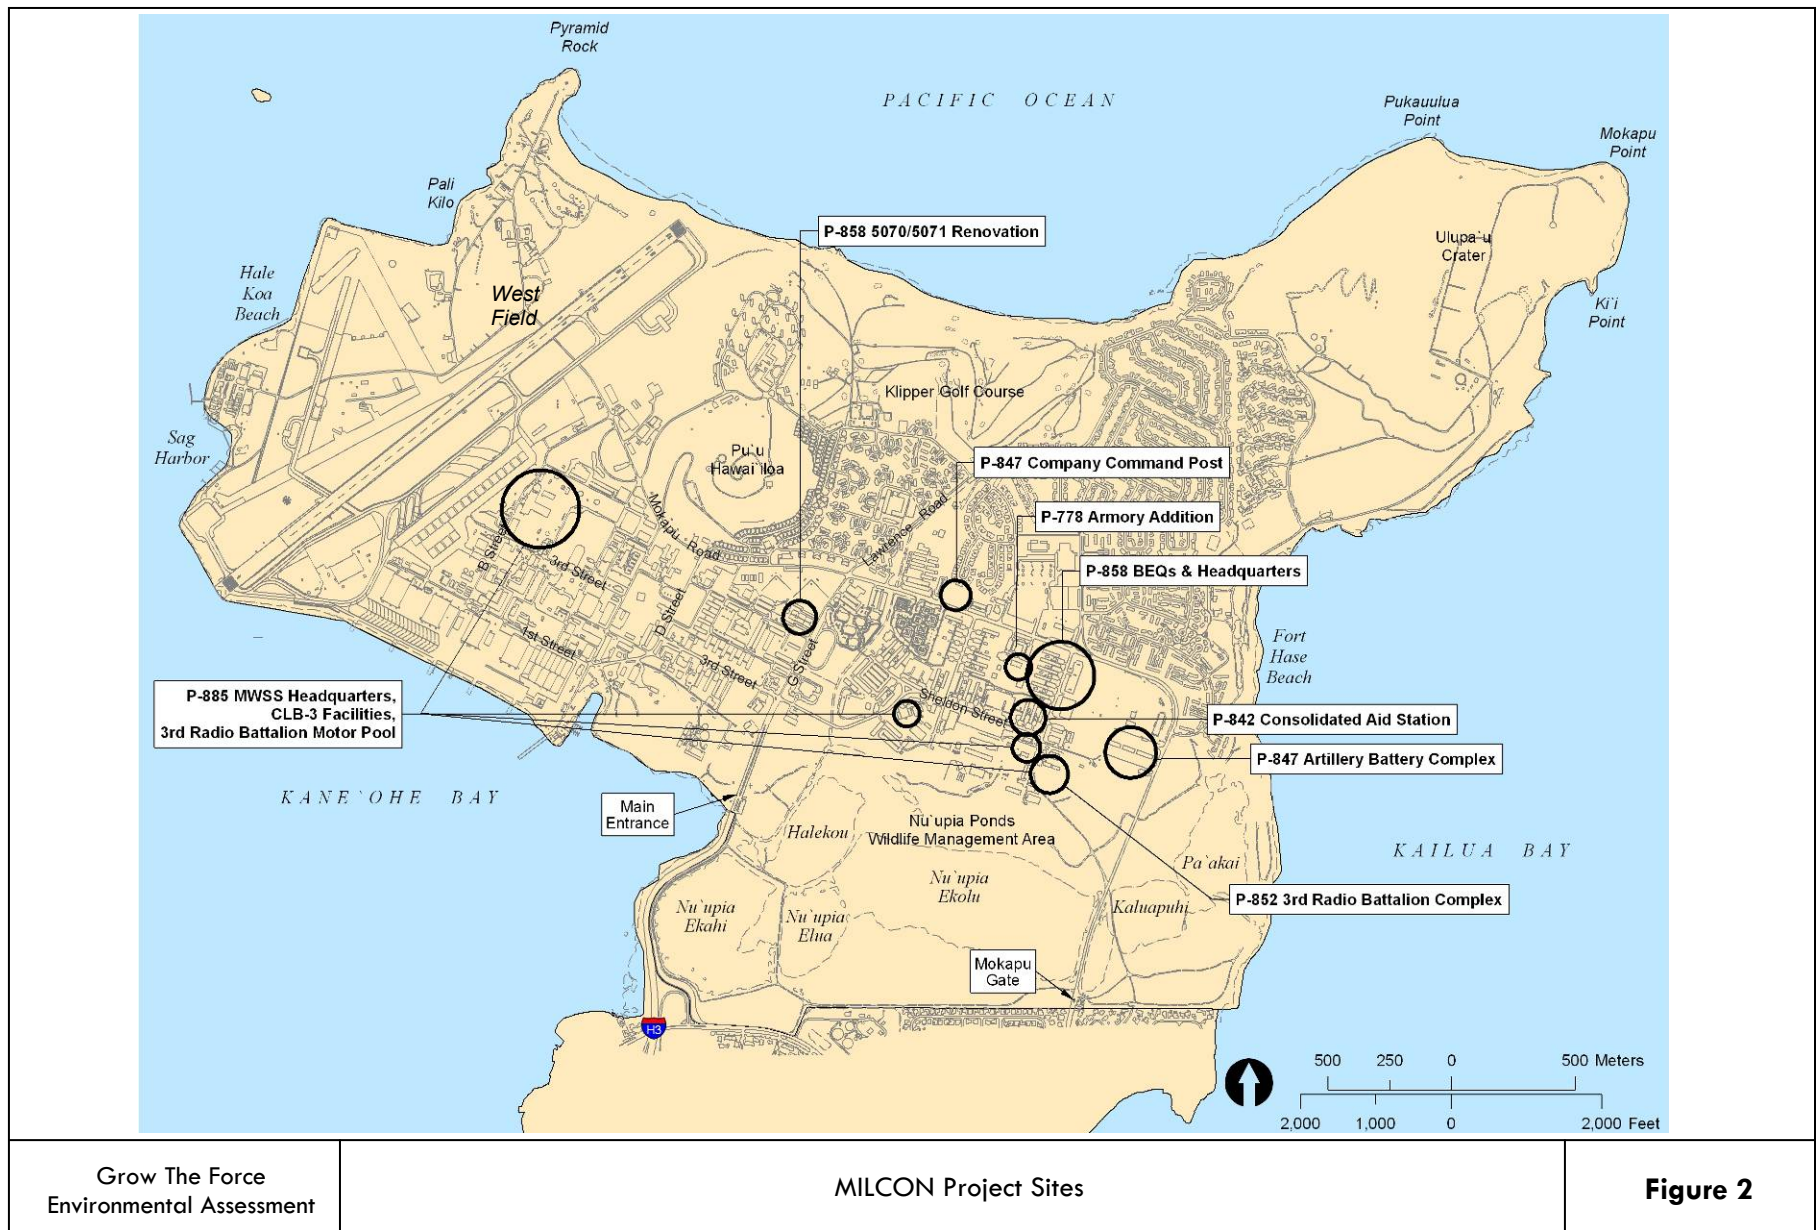 Pyramid
Rock
PACIFIC OCEAN
Pukauulua
Point
Mokapu
Point
Pali
Kilo
P-858 5070/5071 Renovation
Ulupa`u
Crater
Hale
Koa
Beach
West
Field
Ki`i
Point
Klipper Golf Course
Sag
Harbor
Pu`u
Hawai`iloa
P-847 Company Command Post
Mokapu Road
Lawrence Road
P-778 Armory Addition
B Street
3rd Street
P-858 BEQs & Headquarters
D Street
1st Street
G Street
3rd Street
Fort
Hase
Beach
Sheldon Street
P-885 MWSS Headquarters,
CLB-3 Facilities,
3rd Radio Battalion Motor Pool
P-842 Consolidated Aid Station
P-847 Artillery Battery Complex
KANE`OHE BAY
Main
Entrance
Halekou
Nu`upia Ponds
Wildlife Management Area
Pa`akai
KAILUA BAY
Nu`upia
Ekolu
P-852 3rd Radio Battalion Complex
Nu`upia
Ekahi
Nu`upia
Elua
Kaluapuhi
Mokapu
Gate
H3
500 250 0 500 Meters
2,000 1,000 0 2,000 Feet
Grow The Force
Environmental Assessment
MILCON Project Sites
Figure 2